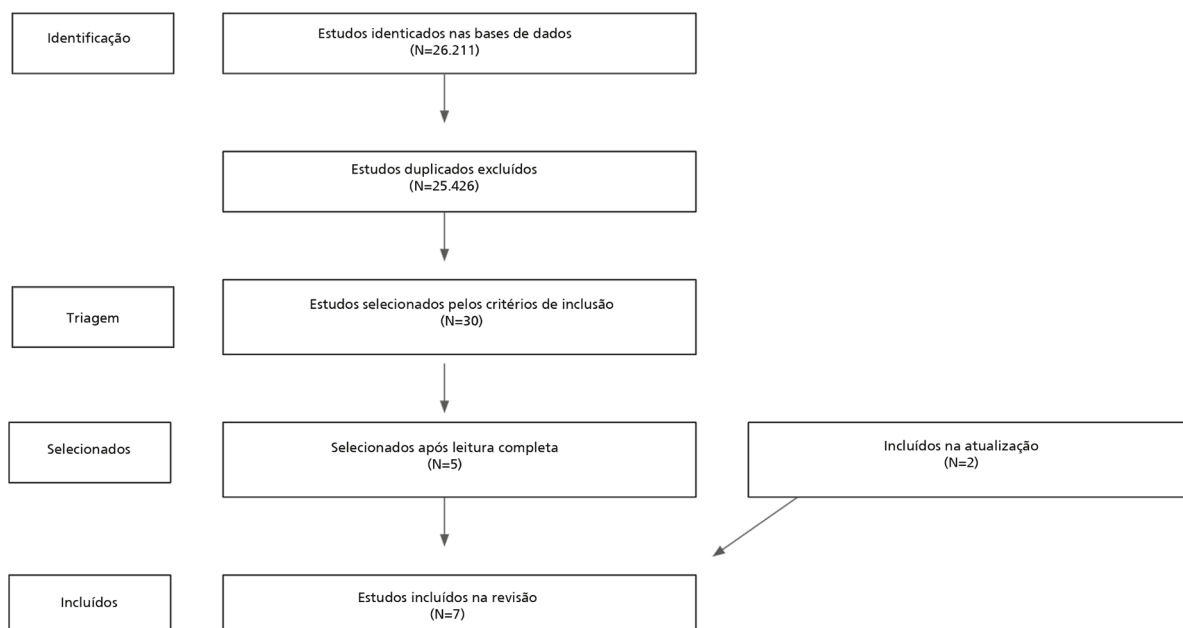 Identificação
Estudos identicados nas bases de dados
(N=26.211)
Estudos duplicados excluídos
(N=25.426)
Triagem
Estudos selecionados pelos critérios de inclusão
(N=30)
Selecionados
Selecionados após leitura completa
(N=5)
Incluídos na atualização
(N=2)
Incluídos
Estudos incluídos na revisão
(N=7)